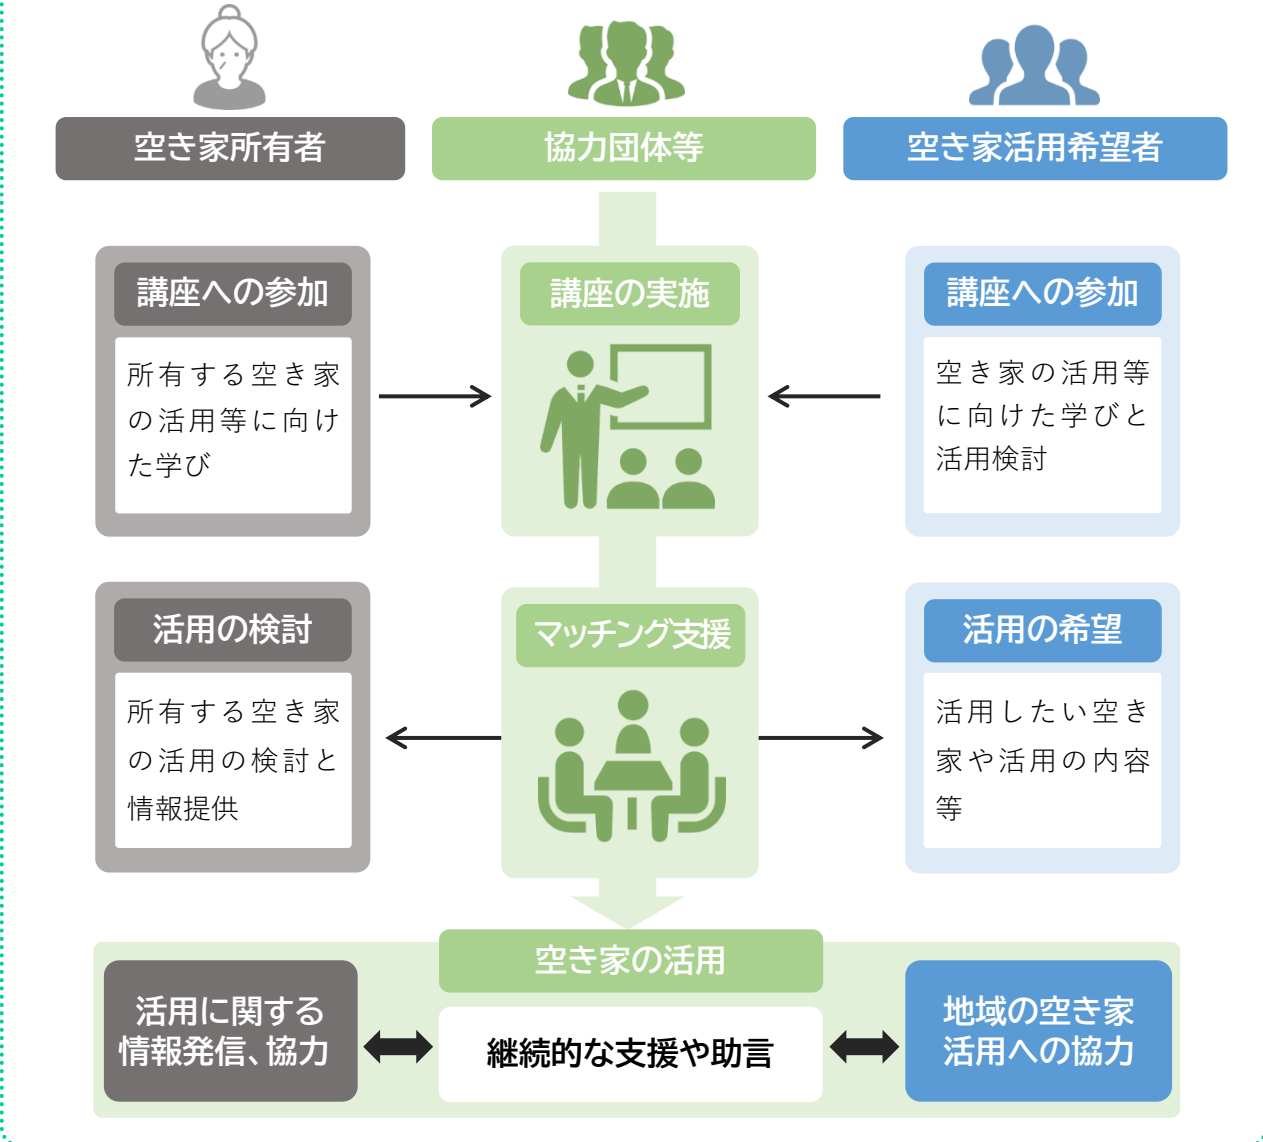 空き家所有者
協力団体等
空き家活用希望者
講座への参加
所有する空き家
の活用等に向け
た学び
講座の実施
講座への参加
空き家の活用等
に向けた学びと
活用検討
活用の検討
所有する空き家
の活用の検討と
情報提供
マッチング支援
活用の希望
活用したい空き
家や活用の内容
等
空き家の活用
活用に関する
情報発信、協力
継続的な支援や助言
地域の空き家
活用への協力